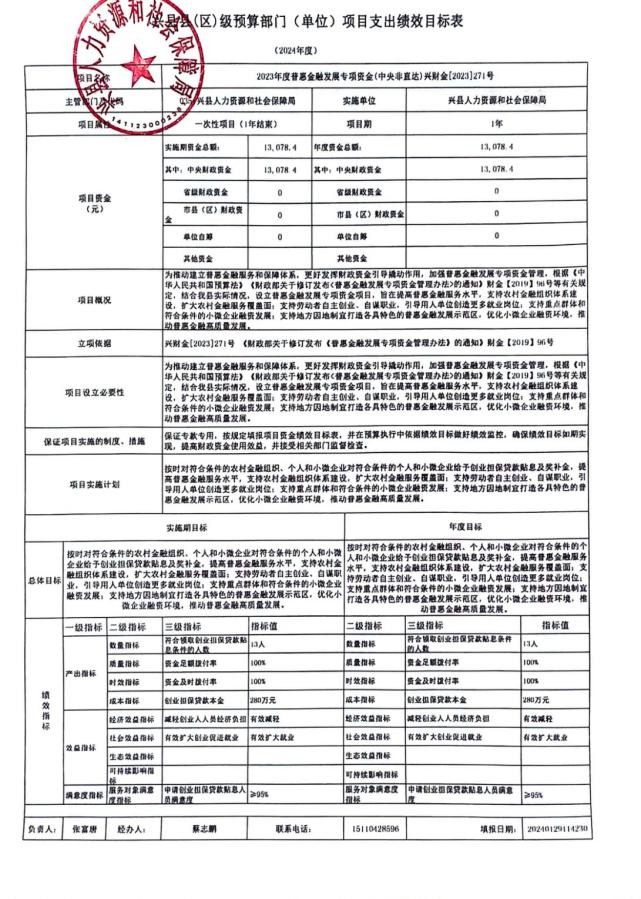 兴县县(区)级预算部门(单位)项目支出绩效目标表
(2024年度)
项目名称 2023年度普惠金融发展专项资金(中央非直达)兴财金[2023]271号
主管部门及代码 兴县人力资源和社会保障局 实施单位 兴县人力资源和社会保障局
项目属性 一次性项目(1年结束) 项目期 1年
项目资金
(元)
实施期资金总额: 13,078.4 年度资金总额: 13,078.4
其中:中央财政资金 13,078.4 其中:中央财政资金 13,078.4
省级财政资金 0 省级财政资金 0
市县(区)财政资金 0 市县(区)财政资金 0
单位自筹 0 单位自筹 0
其他资金 其他资金
项目概况
为推动建立普惠金融服务和保障体系,更好发挥财政资金引导撬动作用,加强普惠金融发展专项资金管理,根据《中
华人民共和国预算法》《财政部关于修订发布<普惠金融发展专项资金管理办法>的通知》财金【2019】96号等有关规
定,结合我县实际情况,设立普惠金融发展专项资金项目,旨在提高普惠金融服务水平,支持农村金融组织体系建
设,扩大农村金融服务覆盖面;支持劳动者自主创业、自谋职业,引导用人单位创造更多就业岗位;支持重点群体和
符合条件的小微企业融资发展;支持地方因地制宜打造各具特色的普惠金融发展示范区,优化小微企业融资环境,推
动普惠金融高质量发展。
立项依据 兴财金[2023]271号 《财政部关于修订发布《普惠金融发展专项资金管理办法》的通知》财金【2019】96号
项目设立必要性
为推动建立普惠金融服务和保障体系,更好发挥财政资金引导撬动作用,加强普惠金融发展专项资金管理,根据《中
华人民共和国预算法》《财政部关于修订发布<普惠金融发展专项资金管理办法>的通知》财金【2019】96号等有关规
定,结合我县实际情况,设立普惠金融发展专项资金项目,旨在提高普惠金融服务水平,支持农村金融组织体系建
设,扩大农村金融服务覆盖面;支持劳动者自主创业、自谋职业,引导用人单位创造更多就业岗位;支持重点群体和
符合条件的小微企业融资发展;支持地方因地制宜打造各具特色的普惠金融发展示范区,优化小微企业融资环境,推
动普惠金融高质量发展。
保证项目实施的制度、措施
保证专款专用,按规定填报项目资金绩效目标表,并在预算执行中依据绩效目标做好绩效监控,确保绩效目标如期实
现,提高财政资金使用效益,并接受相关部门监督检查。
项目实施计划
按时对符合条件的农村金融组织、个人和小微企业对符合条件的个人和小微企业给予创业担保贷款贴息及奖补金,提
高普惠金融服务水平,支持农村金融组织体系建设,扩大农村金融服务覆盖面;支持劳动者自主创业、自谋职业,引
导用人单位创造更多就业岗位;支持重点群体和符合条件的小微企业融资发展;支持地方因地制宜打造各具特色的普
惠金融发展示范区,优化小微企业融资环境,推动普惠金融高质量发展。
实施期目标 年度目标
总体目标
按时对符合条件的农村金融组织、个人和小微企业对符合条件的个人和小微
企业给予创业担保贷款贴息及奖补金,提高普惠金融服务水平,支持农村金
融组织体系建设,扩大农村金融服务覆盖面;支持劳动者自主创业、自谋职
业,引导用人单位创造更多就业岗位;支持重点群体和符合条件的小微企业
融资发展;支持地方因地制宜打造各具特色的普惠金融发展示范区,优化小
微企业融资环境,推动普惠金融高质量发展。
按时对符合条件的农村金融组织、个人和小微企业对符合条件的个
人和小微企业给予创业担保贷款贴息及奖补金,提高普惠金融服务
水平,支持农村金融组织体系建设,扩大农村金融服务覆盖面;支
持劳动者自主创业、自谋职业,引导用人单位创造更多就业岗位;
支持重点群体和符合条件的小微企业融资发展;支持地方因地制宜
打造各具特色的普惠金融发展示范区,优化小微企业融资环境,推
动普惠金融高质量发展。
绩效指标
一级指标 二级指标 三级指标 指标值 二级指标 三级指标 指标值
产出指标
数量指标 符合领取创业担保贷款贴息条件的人数 13人 数量指标 符合领取创业担保贷款贴息条件的人数 13人
质量指标 资金足额拨付率 100% 质量指标 资金足额拨付率 100%
时效指标 资金及时拨付率 100% 时效指标 资金及时拨付率 100%
成本指标 创业担保贷款本金 280万元 成本指标 创业担保贷款本金 280万元
效益指标
经济效益指标 减轻创业人人员经济负担 有效减轻 经济效益指标 减轻创业人人员经济负担 有效减轻
社会效益指标 有效扩大创业促进就业 有效扩大就业 社会效益指标 有效扩大创业促进就业 有效扩大就业
生态效益指标 生态效益指标
可持续影响指标 可持续影响指标
满意度指标 服务对象满意度指标 申请创业担保贷款贴息人员满意度 ≥95% 服务对象满意度指标 申请创业担保贷款贴息人员满意度 ≥95%
负责人: 张富唐 经办人: 蔡志鹏 联系电话: 15110428596 填报日期: 20240129114230
兴县人力资源和社会保障局